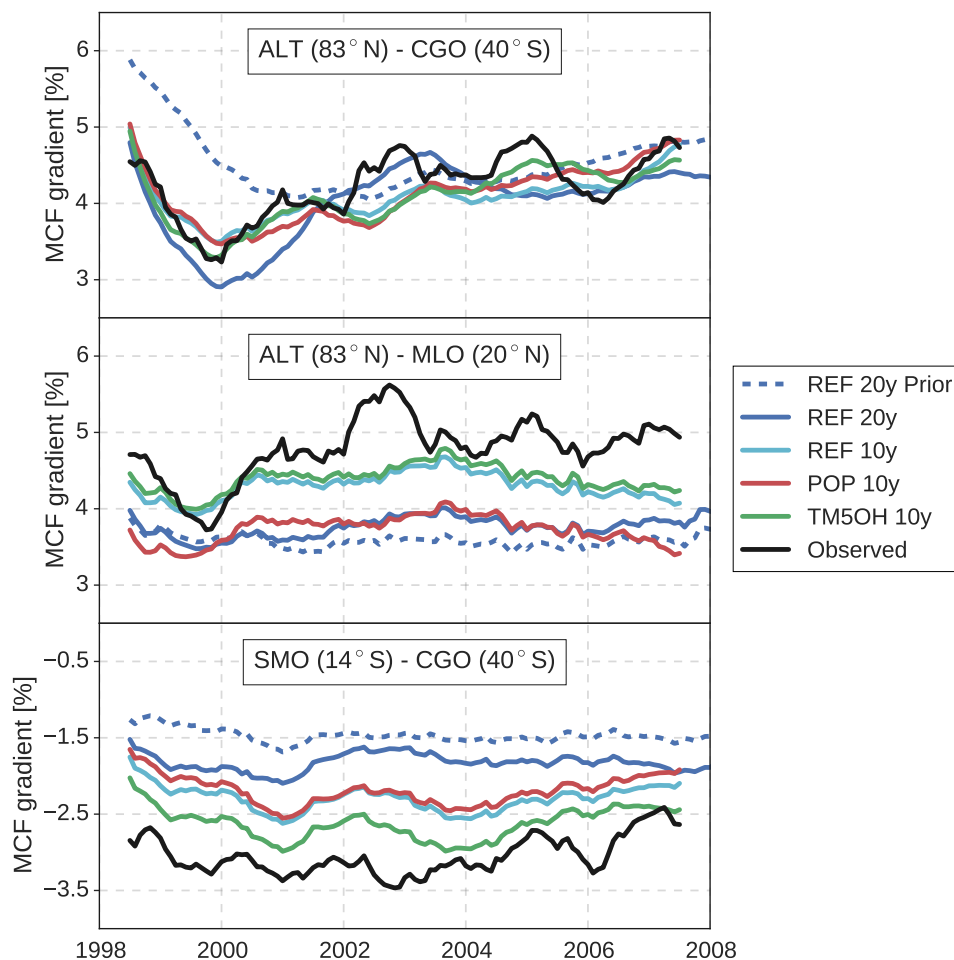 ALT (83°N) - CGO (40°S)
MCF gradient [%]
6
5
4
3
ALT (83°N) - MLO (20°N)
MCF gradient [%]
6
5
4
3
SMO (14°S) - CGO (40°S)
MCF gradient [%]
−0.5
−1.5
−2.5
−3.5
1998 2000 2002 2004 2006 2008
REF 20y Prior
REF 20y
REF 10y
POP 10y
TM5OH 10y
Observed